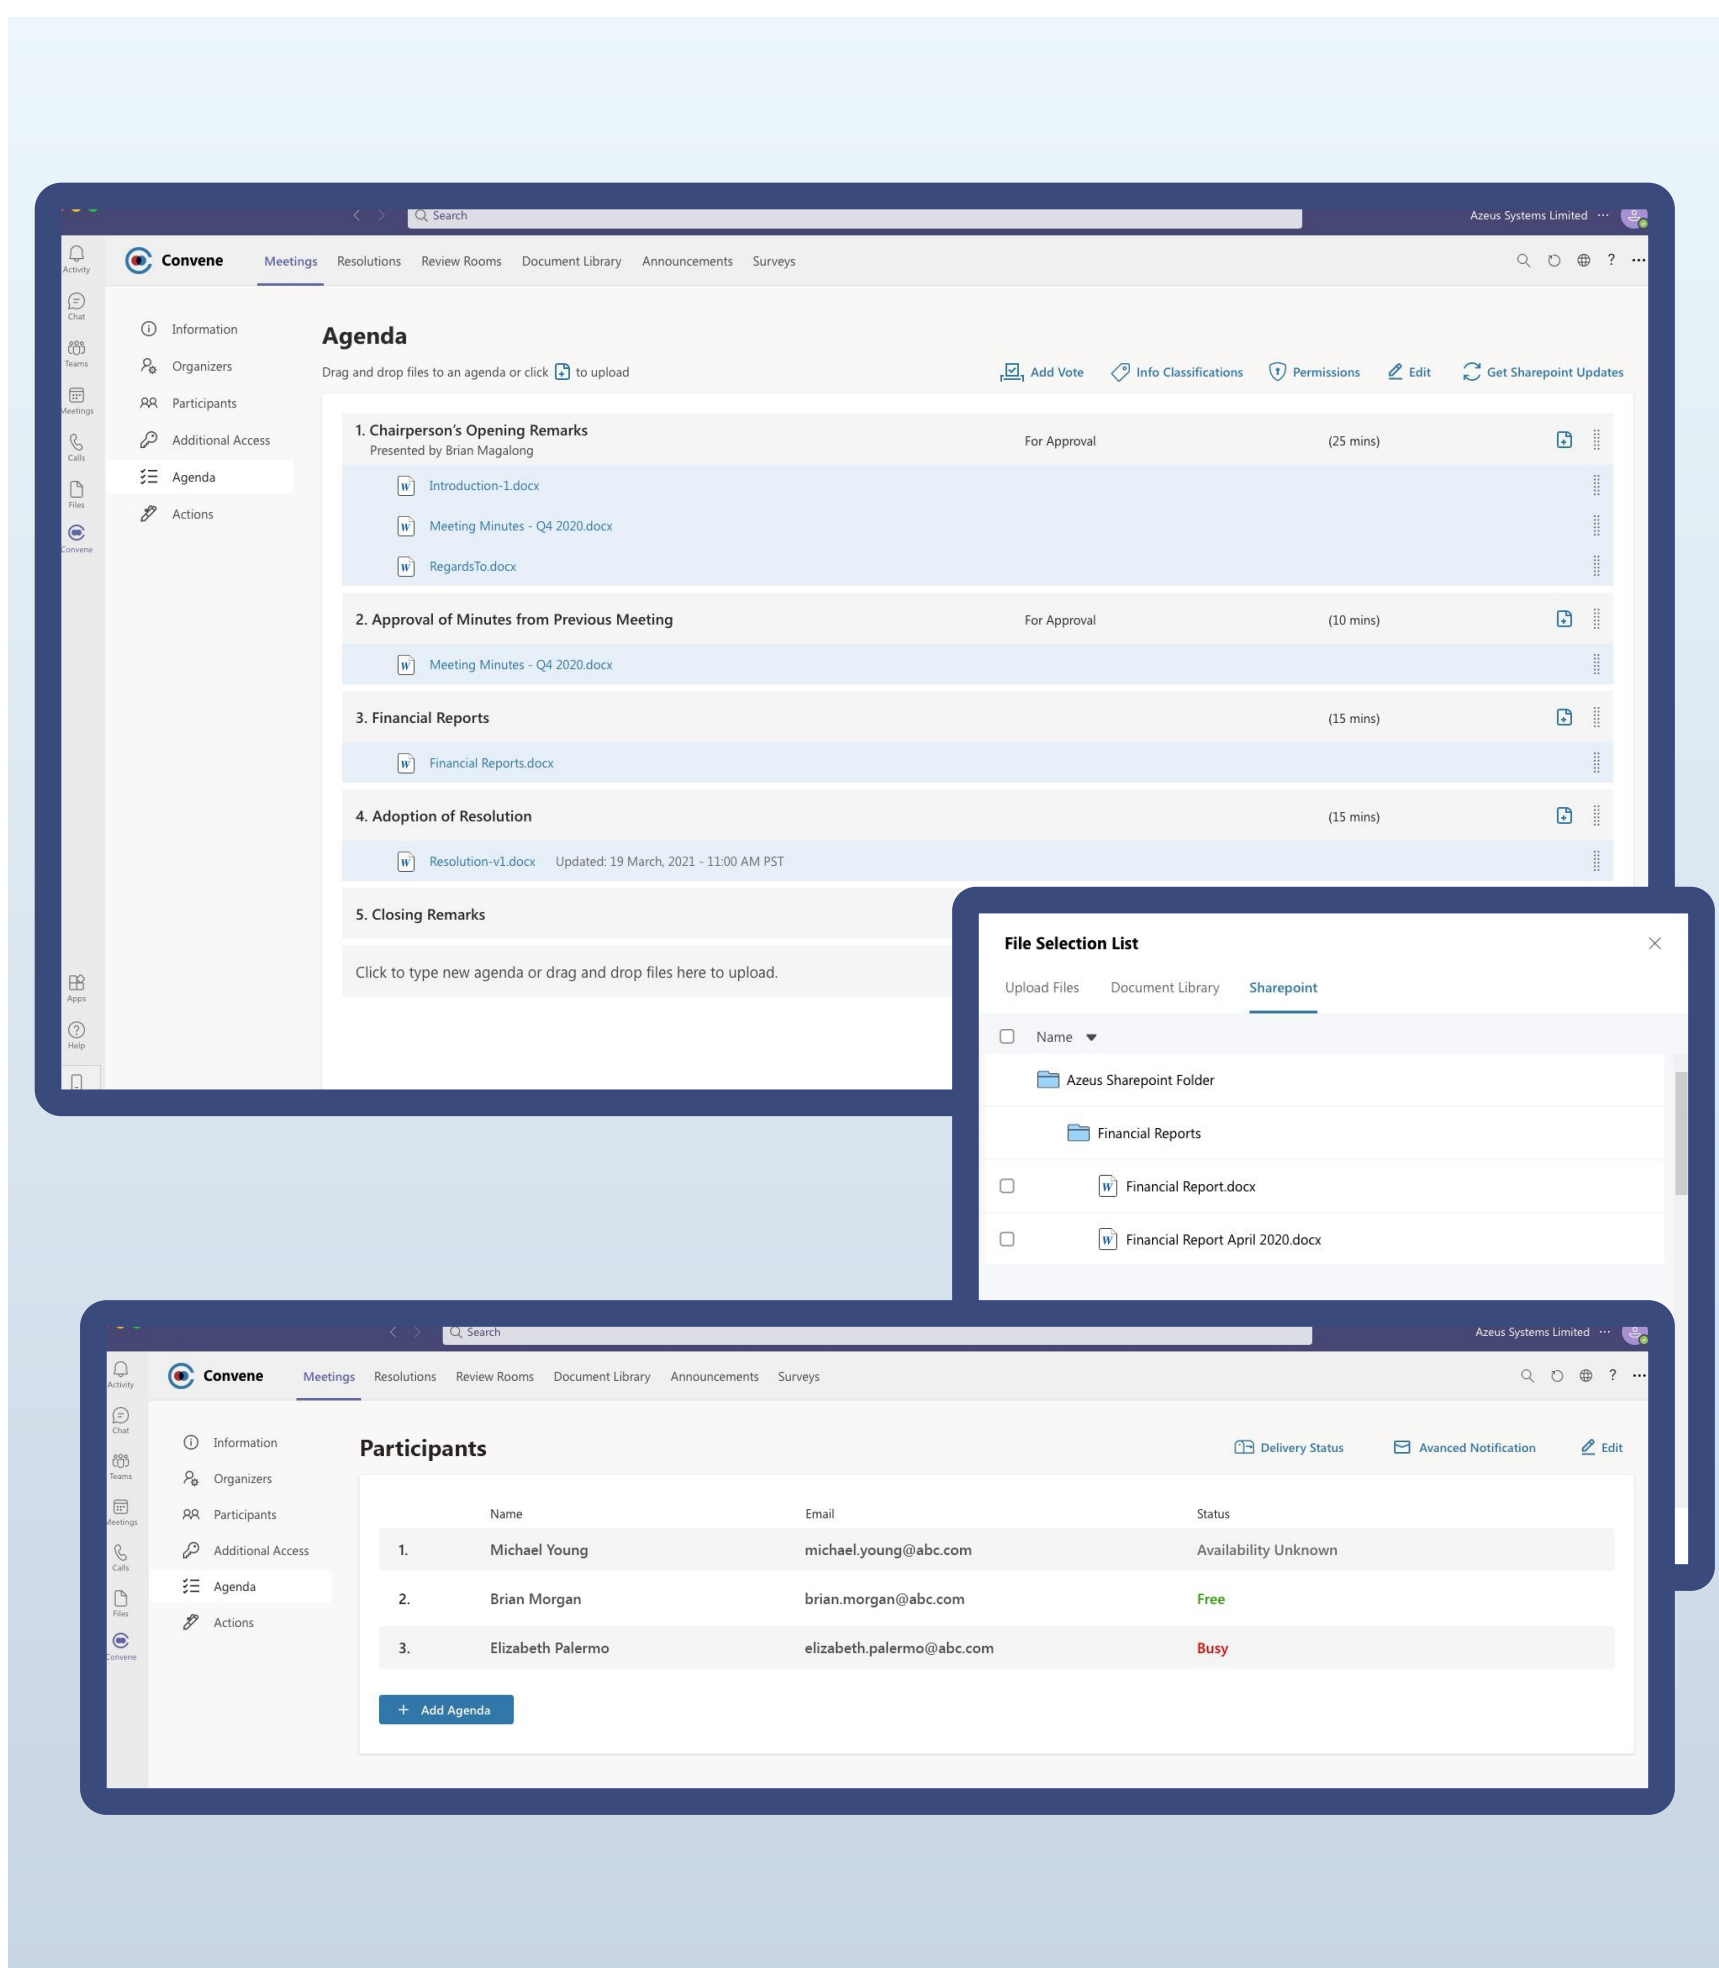 Search
Azeus Systems Limited ...
Activity
Chat
Teams
Meetings
Calls
Files
Convene
Apps
Help
Convene
Meetings Resolutions Review Rooms Document Library Announcements Surveys
?
Information
Organizers
Participants
Additional Access
Agenda
Actions
Agenda
Drag and drop files to an agenda or click to upload
Add Vote Info Classifications Permissions Edit Get Sharepoint Updates
1. Chairperson's Opening Remarks For Approval (25 mins)
Presented by Brian Magalong
Introduction-1.docx
Meeting Minutes - Q4 2020.docx
RegardsTo.docx
2. Approval of Minutes from Previous Meeting For Approval (10 mins)
Meeting Minutes - Q4 2020.docx
3. Financial Reports (15 mins)
Financial Reports.docx
4. Adoption of Resolution (15 mins)
Resolution-v1.docx Updated: 19 March, 2021 - 11:00 AM PST
5. Closing Remarks
Click to type new agenda or drag and drop files here to upload.
File Selection List
Upload Files Document Library Sharepoint
Name
Azeus Sharepoint Folder
Financial Reports
Financial Report.docx
Financial Report April 2020.docx
Search
Azeus Systems Limited ...
Activity
Chat
Teams
Meetings
Calls
Files
Convene
Convene
Meetings Resolutions Review Rooms Document Library Announcements Surveys
?
Information
Organizers
Participants
Additional Access
Agenda
Actions
Participants
Delivery Status Avanced Notification Edit
Name Email Status
1. Michael Young michael.young@abc.com Availability Unknown
2. Brian Morgan brian.morgan@abc.com Free
3. Elizabeth Palermo elizabeth.palermo@abc.com Busy
+ Add Agenda